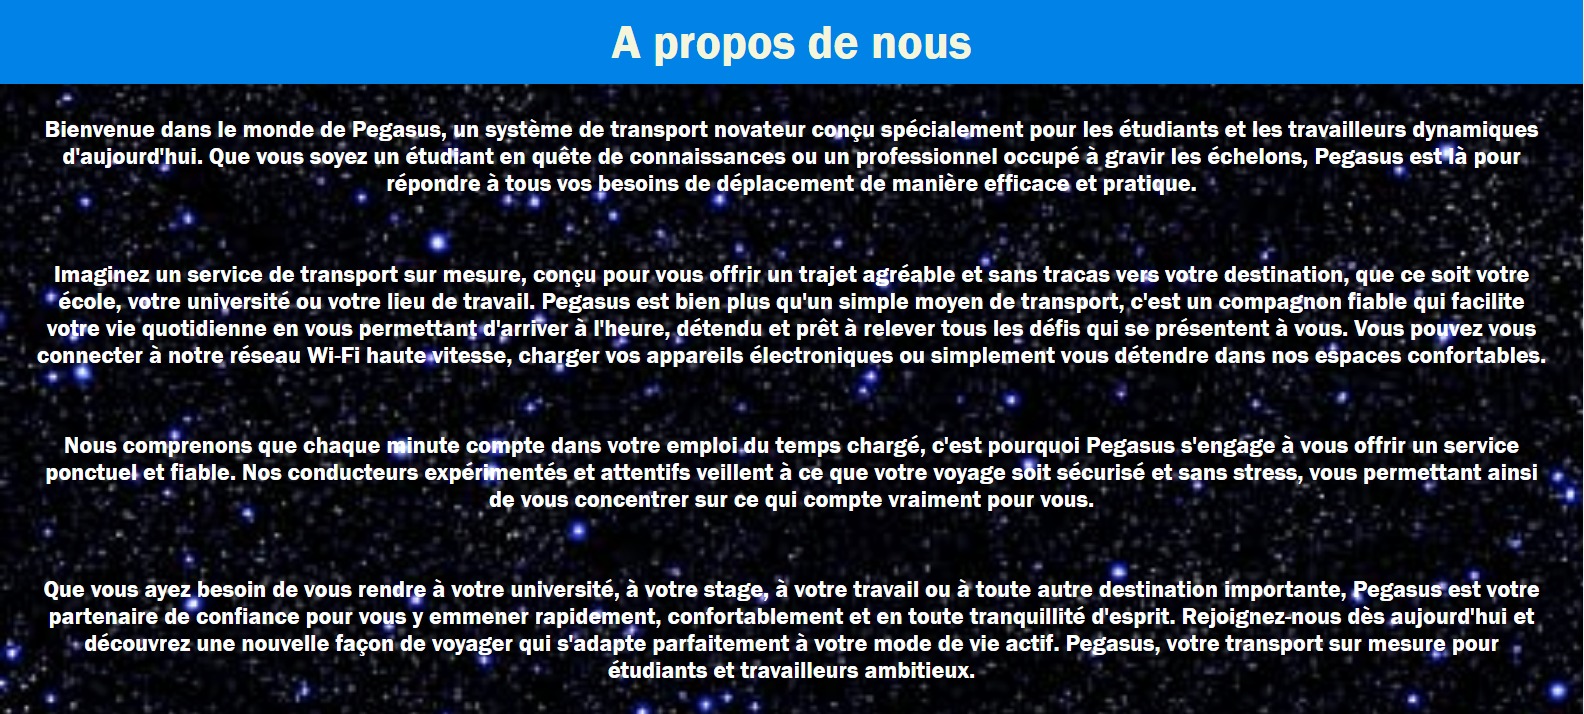 A propos de nous
Bienvenue dans le monde de Pegasus, un système de transport novateur conçu spécialement pour les étudiants et les travailleurs dynamiques
d'aujourd'hui. Que vous soyez un étudiant en quête de connaissances ou un professionnel occupé à gravir les échelons, Pegasus est là pour
répondre à tous vos besoins de déplacement de manière efficace et pratique.
Imaginez un service de transport sur mesure, conçu pour vous offrir un trajet agréable et sans tracas vers votre destination, que ce soit votre
école, votre université ou votre lieu de travail. Pegasus est bien plus qu'un simple moyen de transport, c'est un compagnon fiable qui facilite
votre vie quotidienne en vous permettant d'arriver à l'heure, détendu et prêt à relever tous les défis qui se présentent à vous. Vous pouvez vous
connecter à notre réseau Wi-Fi haute vitesse, charger vos appareils électroniques ou simplement vous détendre dans nos espaces confortables.
Nous comprenons que chaque minute compte dans votre emploi du temps chargé, c'est pourquoi Pegasus s'engage à vous offrir un service
ponctuel et fiable. Nos conducteurs expérimentés et attentifs veillent à ce que votre voyage soit sécurisé et sans stress, vous permettant ainsi
de vous concentrer sur ce qui compte vraiment pour vous.
Que vous ayez besoin de vous rendre à votre université, à votre stage, à votre travail ou à toute autre destination importante, Pegasus est votre
partenaire de confiance pour vous y emmener rapidement, confortablement et en toute tranquillité d'esprit. Rejoignez-nous dès aujourd'hui et
découvrez une nouvelle façon de voyager qui s'adapte parfaitement à votre mode de vie actif. Pegasus, votre transport sur mesure pour
étudiants et travailleurs ambitieux.